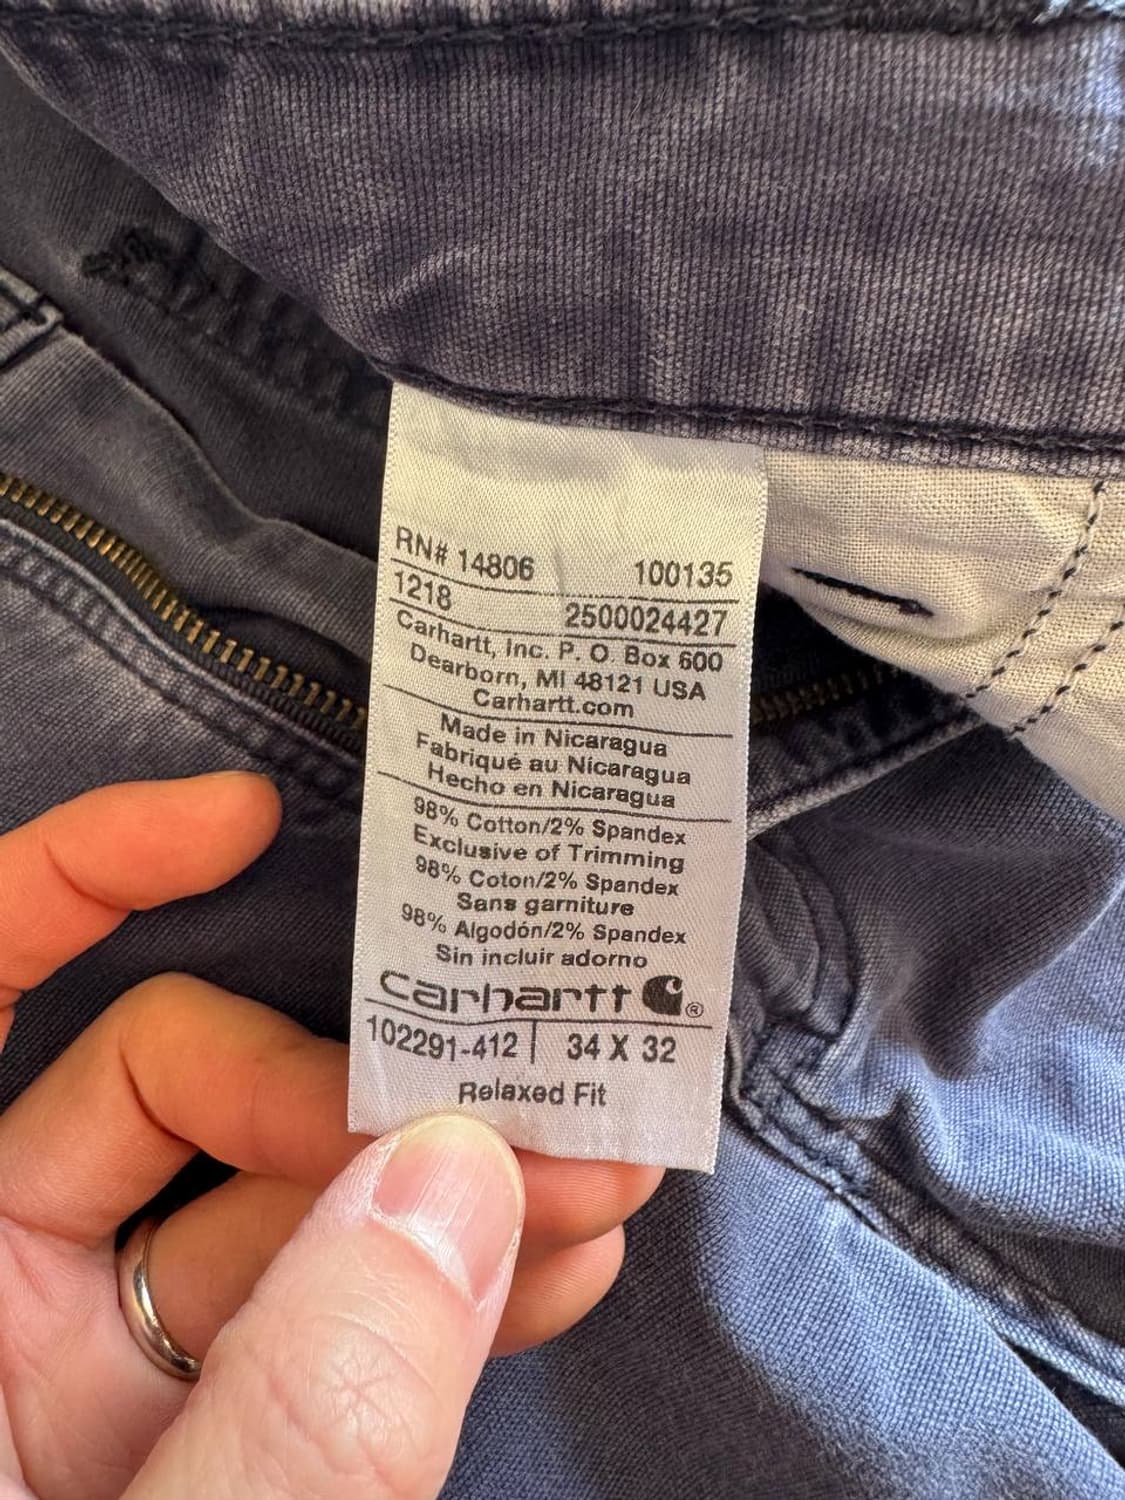 RN# 14806 100135
1218 2500024427
Carhartt, Inc. P. O. Box 600
Dearborn, MI 48121 USA
Carhartt.com
Made in Nicaragua
Fabriqué au Nicaragua
Hecho en Nicaragua
98% Cotton/2% Spandex
Exclusive of Trimming
98% Coton/2% Spandex
Sans garniture
98% Algodón/2% Spandex
Sin incluir adorno
carhartt ®
102291-412 | 34 X 32
Relaxed Fit